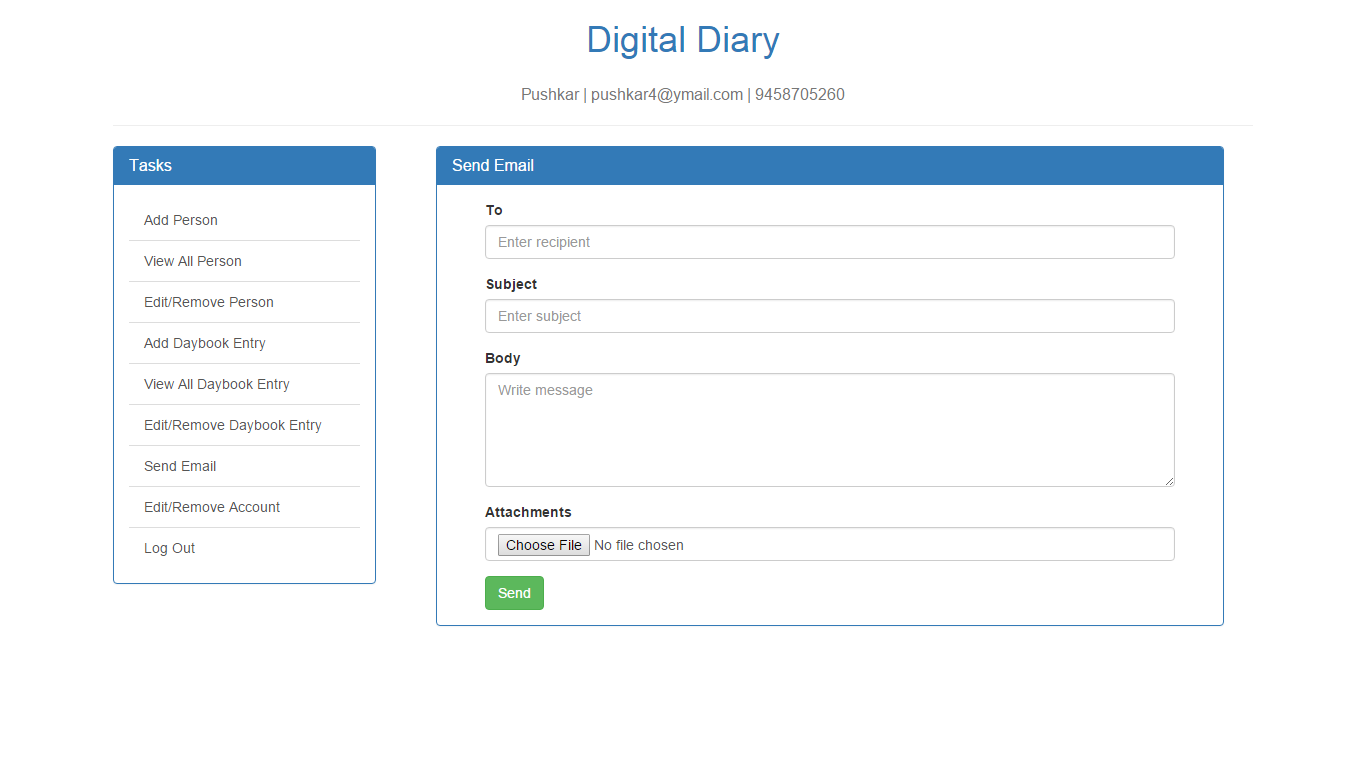 Digital Diary
Pushkar | pushkar4@ymail.com | 9458705260
Tasks
Add Person
View All Person
Edit/Remove Person
Add Daybook Entry
View All Daybook Entry
Edit/Remove Daybook Entry
Send Email
Edit/Remove Account
Log Out
Send Email
To
Enter recipient
Subject
Enter subject
Body
Write message
Attachments
Choose File No file chosen
Send